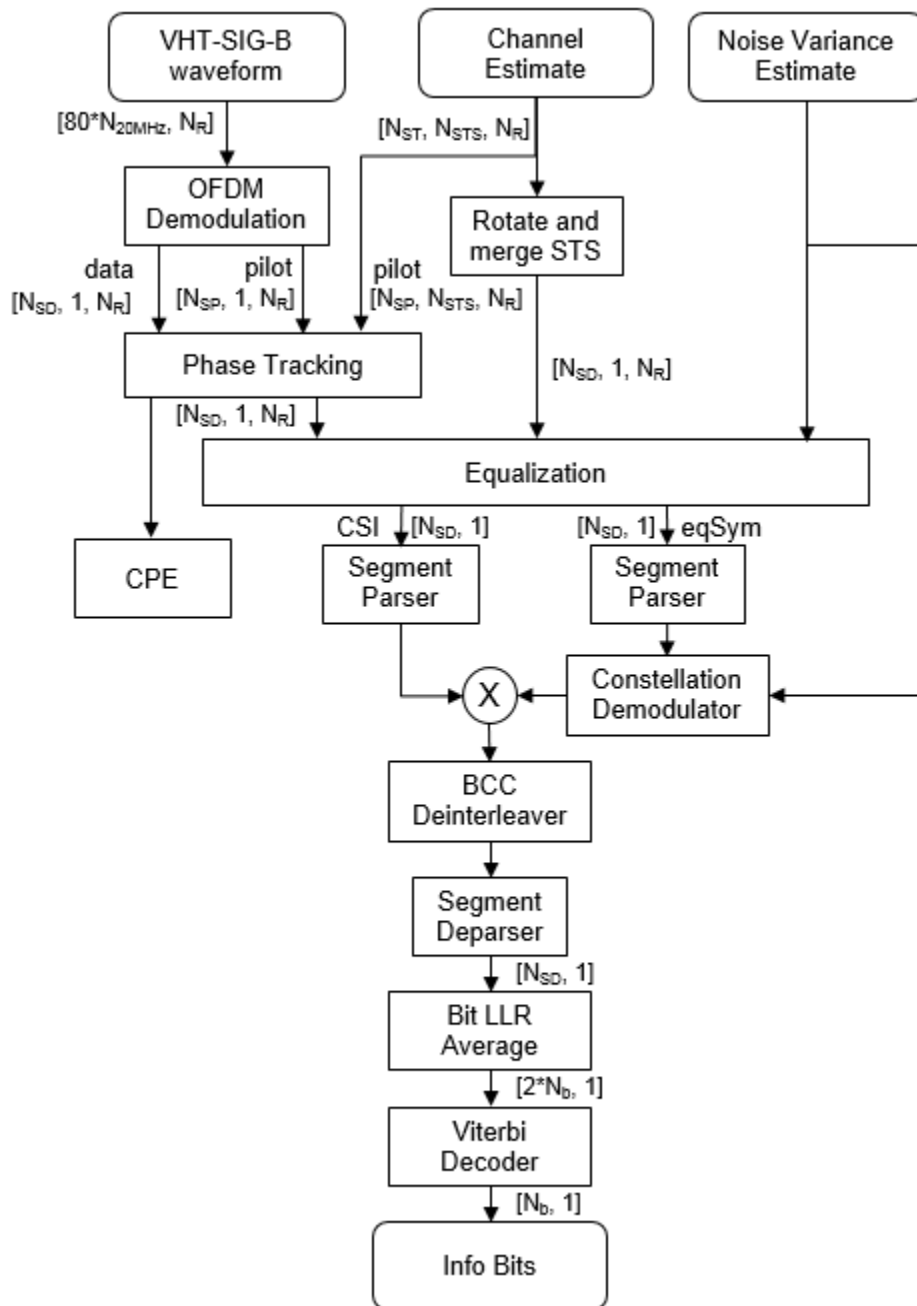 VHT-SIG-B
waveform
Channel
Estimate
Noise Variance
Estimate
[80*N20MHz, NR]
[NST, NSTS, NR]
OFDM
Demodulation
Rotate and
merge STS
data
pilot
pilot
[NSD, 1, NR]
[NSP, 1, NR]
[NSP, NSTS, NR]
Phase Tracking
[NSD, 1, NR]
[NSD, 1, NR]
Equalization
CSI
[NSD, 1]
[NSD, 1]
eqSym
CPE
Segment
Parser
Segment
Parser
X
Constellation
Demodulator
BCC
Deinterleaver
Segment
Deparser
[NSD, 1]
Bit LLR
Average
[2*Nb, 1]
Viterbi
Decoder
[Nb, 1]
Info Bits